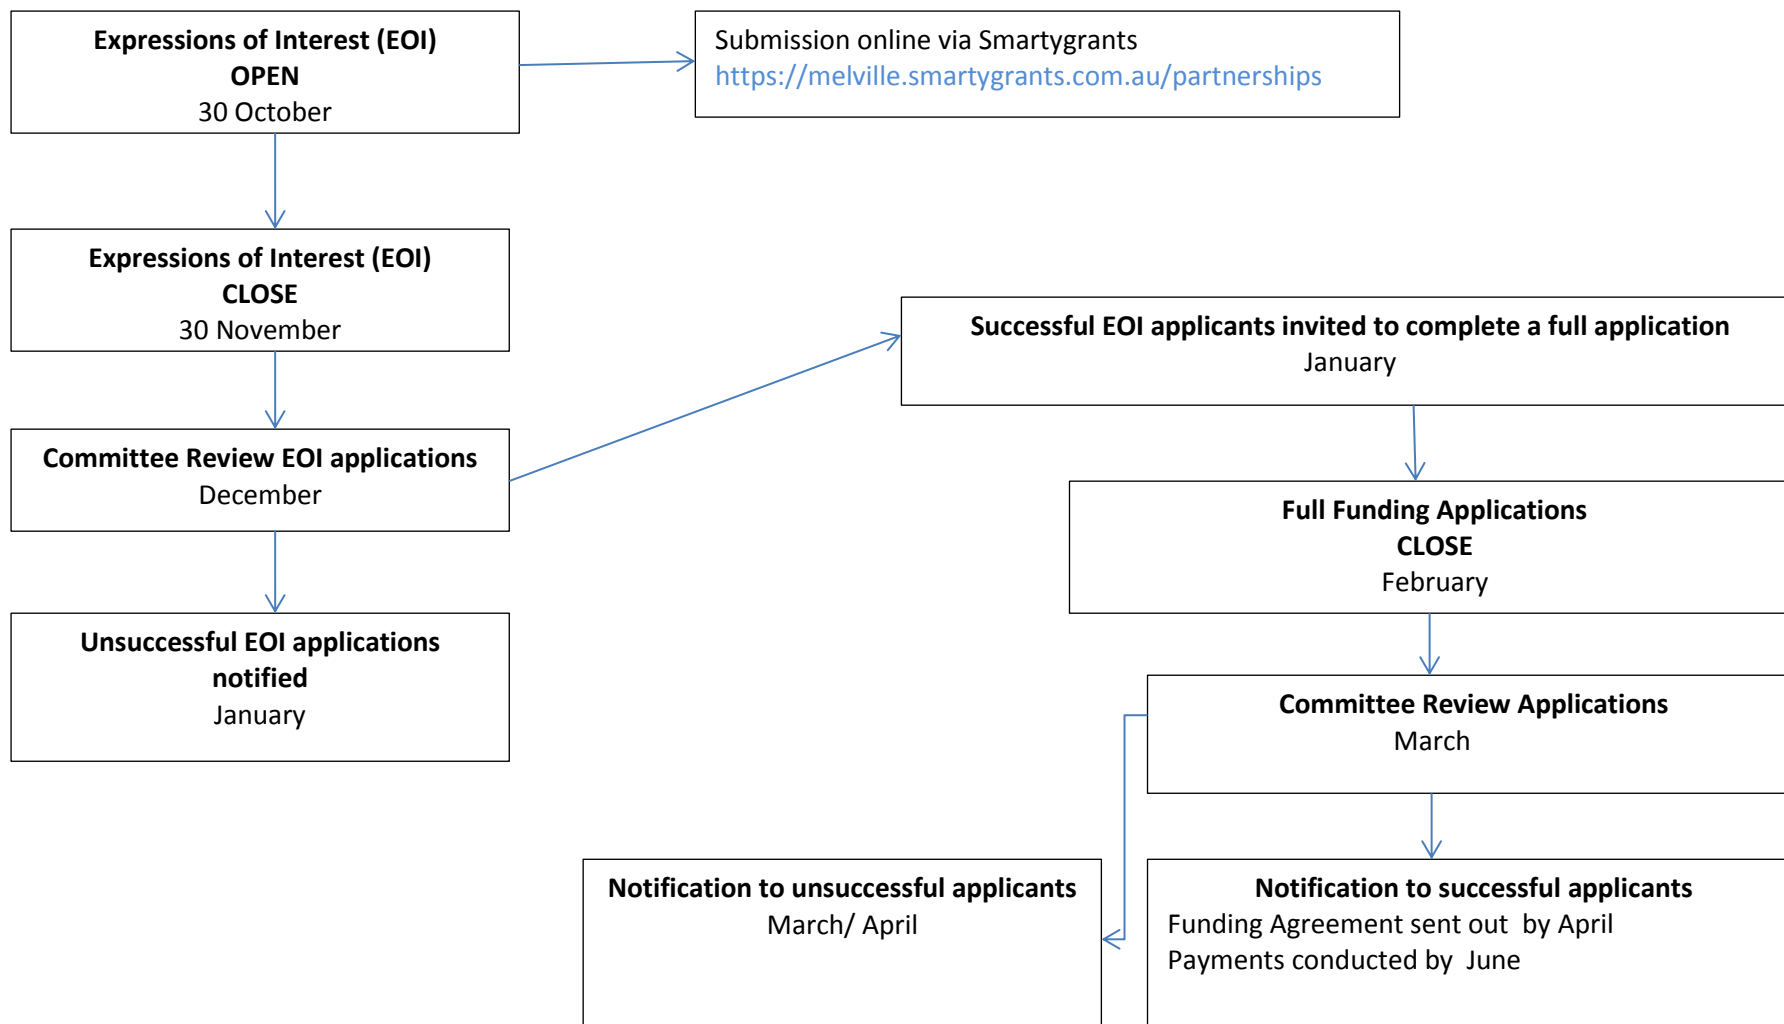 Expressions of Interest (EOI)
OPEN
30 October
Submission online via Smartygrants
https://melville.smartygrants.com.au/partnerships
Expressions of Interest (EOI)
CLOSE
30 November
Successful EOI applicants invited to complete a full application
January
Committee Review EOI applications
December
Full Funding Applications
CLOSE
February
Unsuccessful EOI applications
notified
January
Committee Review Applications
March
Notification to unsuccessful applicants
March/ April
Notification to successful applicants
Funding Agreement sent out  by April
Payments conducted by  June